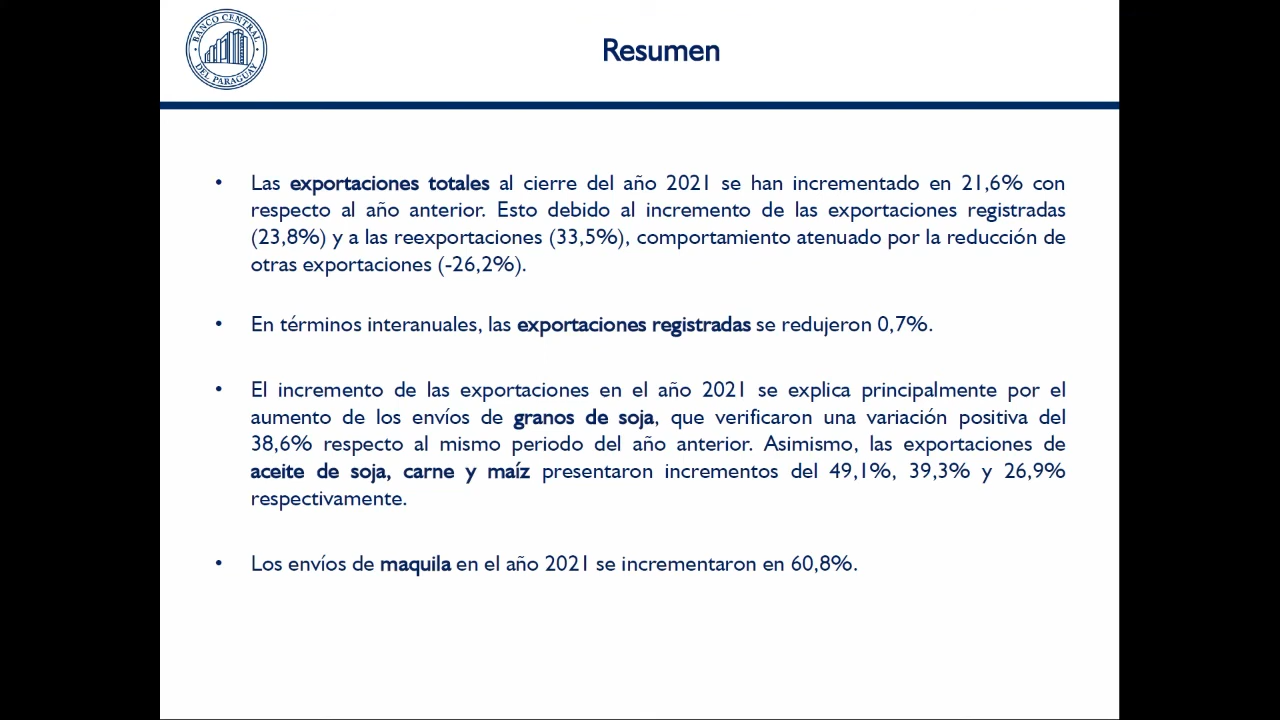 BANCO CENTRAL
DEL PARAGUAY
Resumen
• Las exportaciones totales al cierre del año 2021 se han incrementado en 21,6% con
respecto al año anterior. Esto debido al incremento de las exportaciones registradas
(23,8%) y a las reexportaciones (33,5%), comportamiento atenuado por la reducción de
otras exportaciones (-26,2%).
• En términos interanuales, las exportaciones registradas se redujeron 0,7%.
• El incremento de las exportaciones en el año 2021 se explica principalmente por el
aumento de los envíos de granos de soja, que verificaron una variación positiva del
38,6% respecto al mismo periodo del año anterior. Asimismo, las exportaciones de
aceite de soja, carne y maíz presentaron incrementos del 49,1%, 39,3% y 26,9%
respectivamente.
• Los envíos de maquila en el año 2021 se incrementaron en 60,8%.